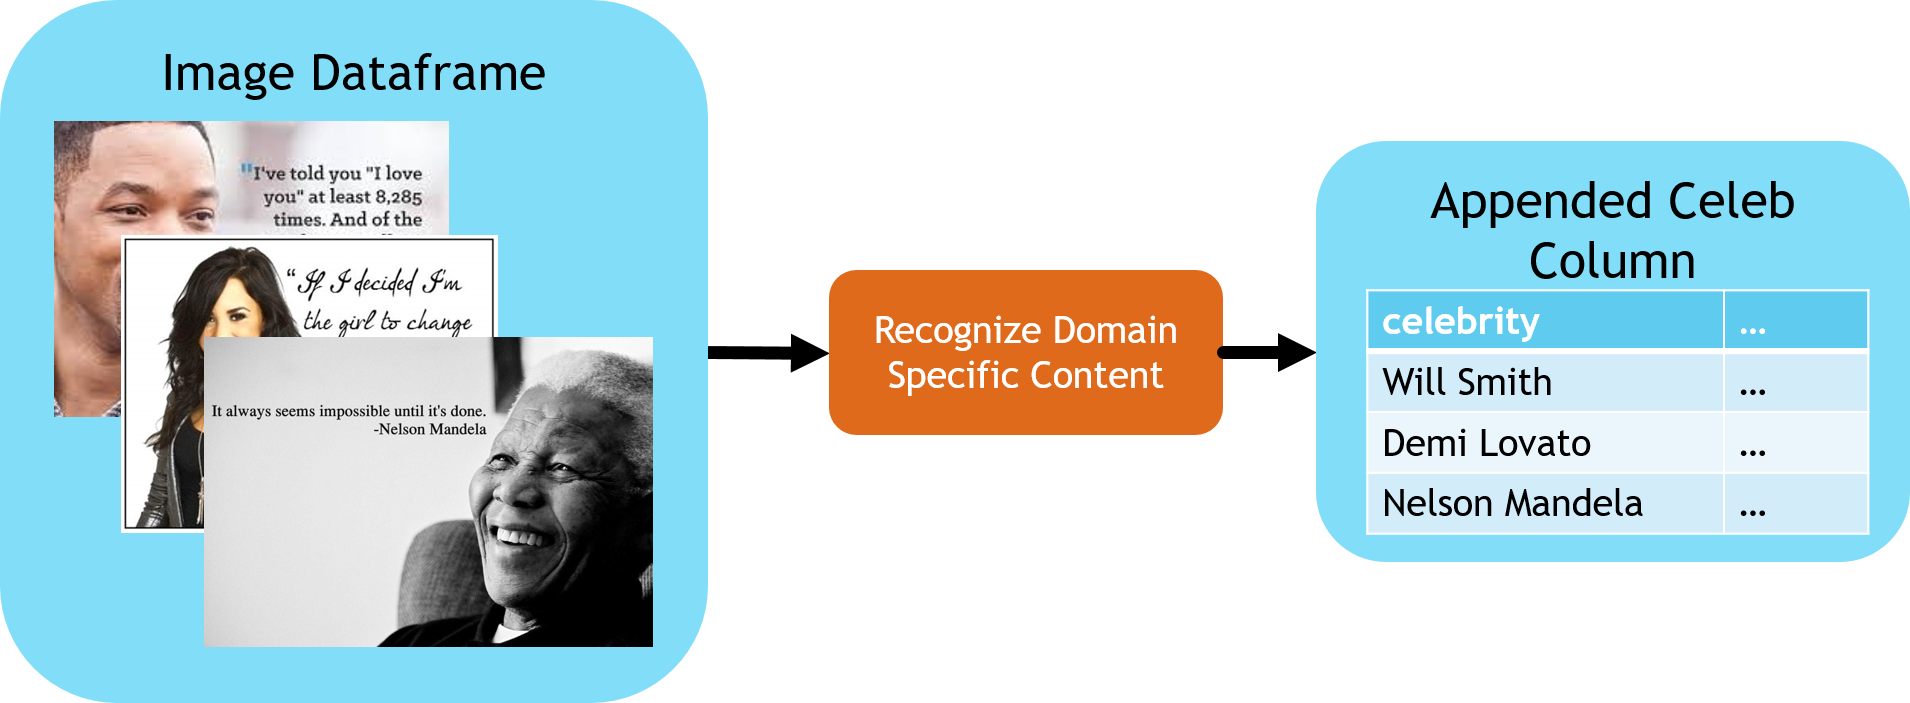 Image Dataframe
"I've told you "I love
you" at least 8,285
times. And of the
“If I decided I'm
the girl to change
It always seems impossible until it's done.
-Nelson Mandela
Recognize Domain
Specific Content
Appended Celeb
Column
celebrity ...
Will Smith ...
Demi Lovato ...
Nelson Mandela ...